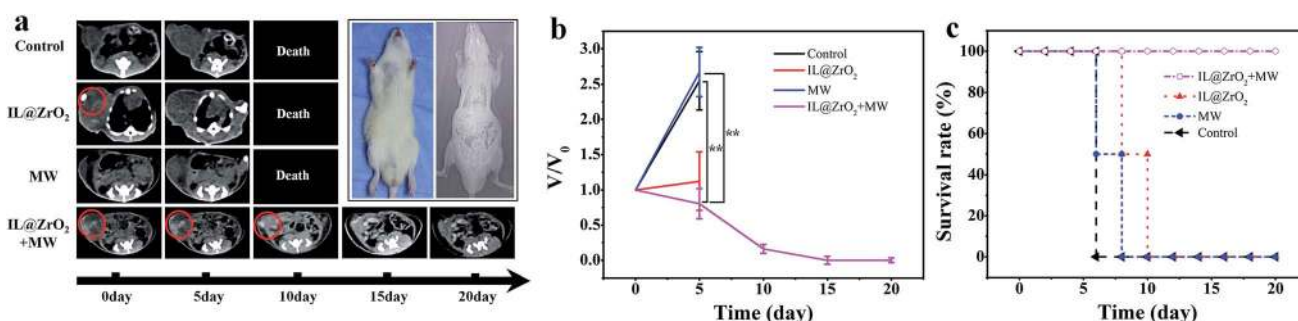 a
Control
Death
IL@ZrO₂
Death
MW
Death
IL@ZrO₂
+MW
0day 5day 10day 15day 20day
b
V/V₀
3.0
2.5
2.0
1.5
1.0
0.5
0.0
Control
IL@ZrO₂
MW
IL@ZrO₂+MW
**
**
0 5 10 15 20
Time (day)
c
Survival rate (%)
100
80
60
40
20
0
IL@ZrO₂+MW
IL@ZrO₂
MW
Control
0 5 10 15 20
Time (day)